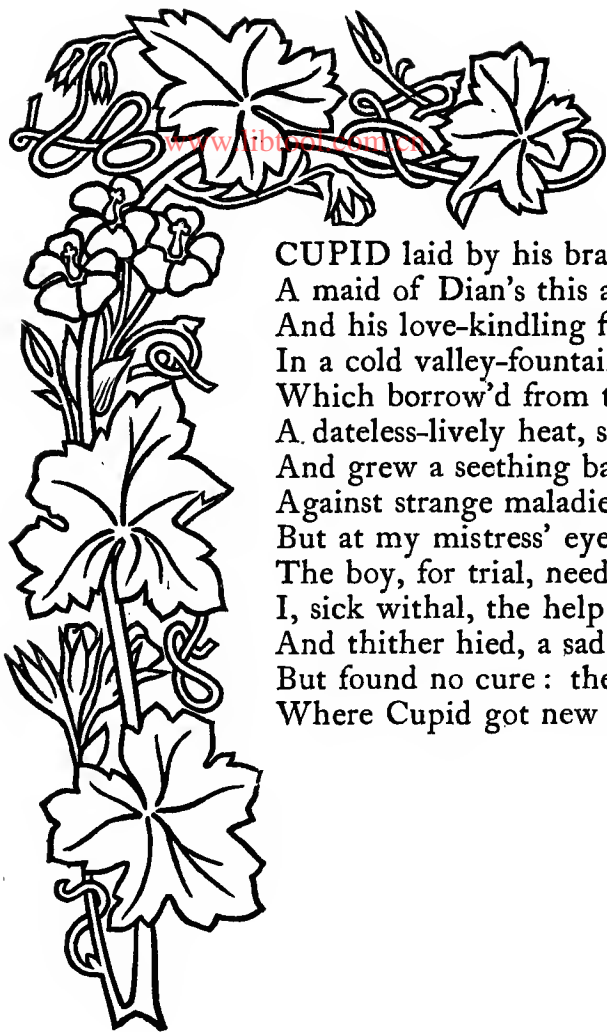 www.libtool.com.cn
CUPID laid by his bra
A maid of Dian's this a
And his love-kindling f
In a cold valley-fountai
Which borrow'd from t
A. dateless-lively heat, s
And grew a seething ba
Against strange maladie
But at my mistress' eye
The boy, for trial, need
I, sick withal, the help
And thither hied, a sad
But found no cure : the
Where Cupid got new